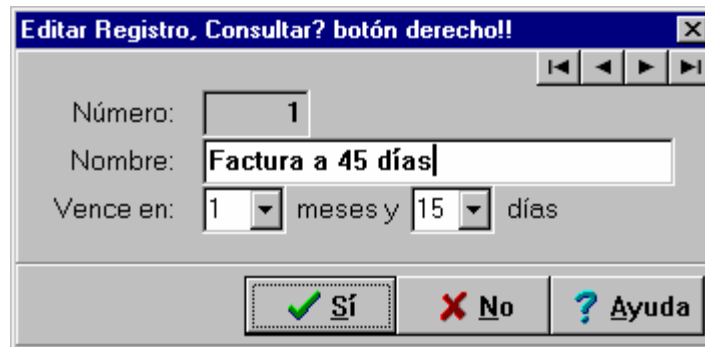 Editar Registro, Consultar? botón derecho!!
Número: 1
Nombre: Factura a 45 días
Vence en: 1 meses y 15 días
Sí No Ayuda